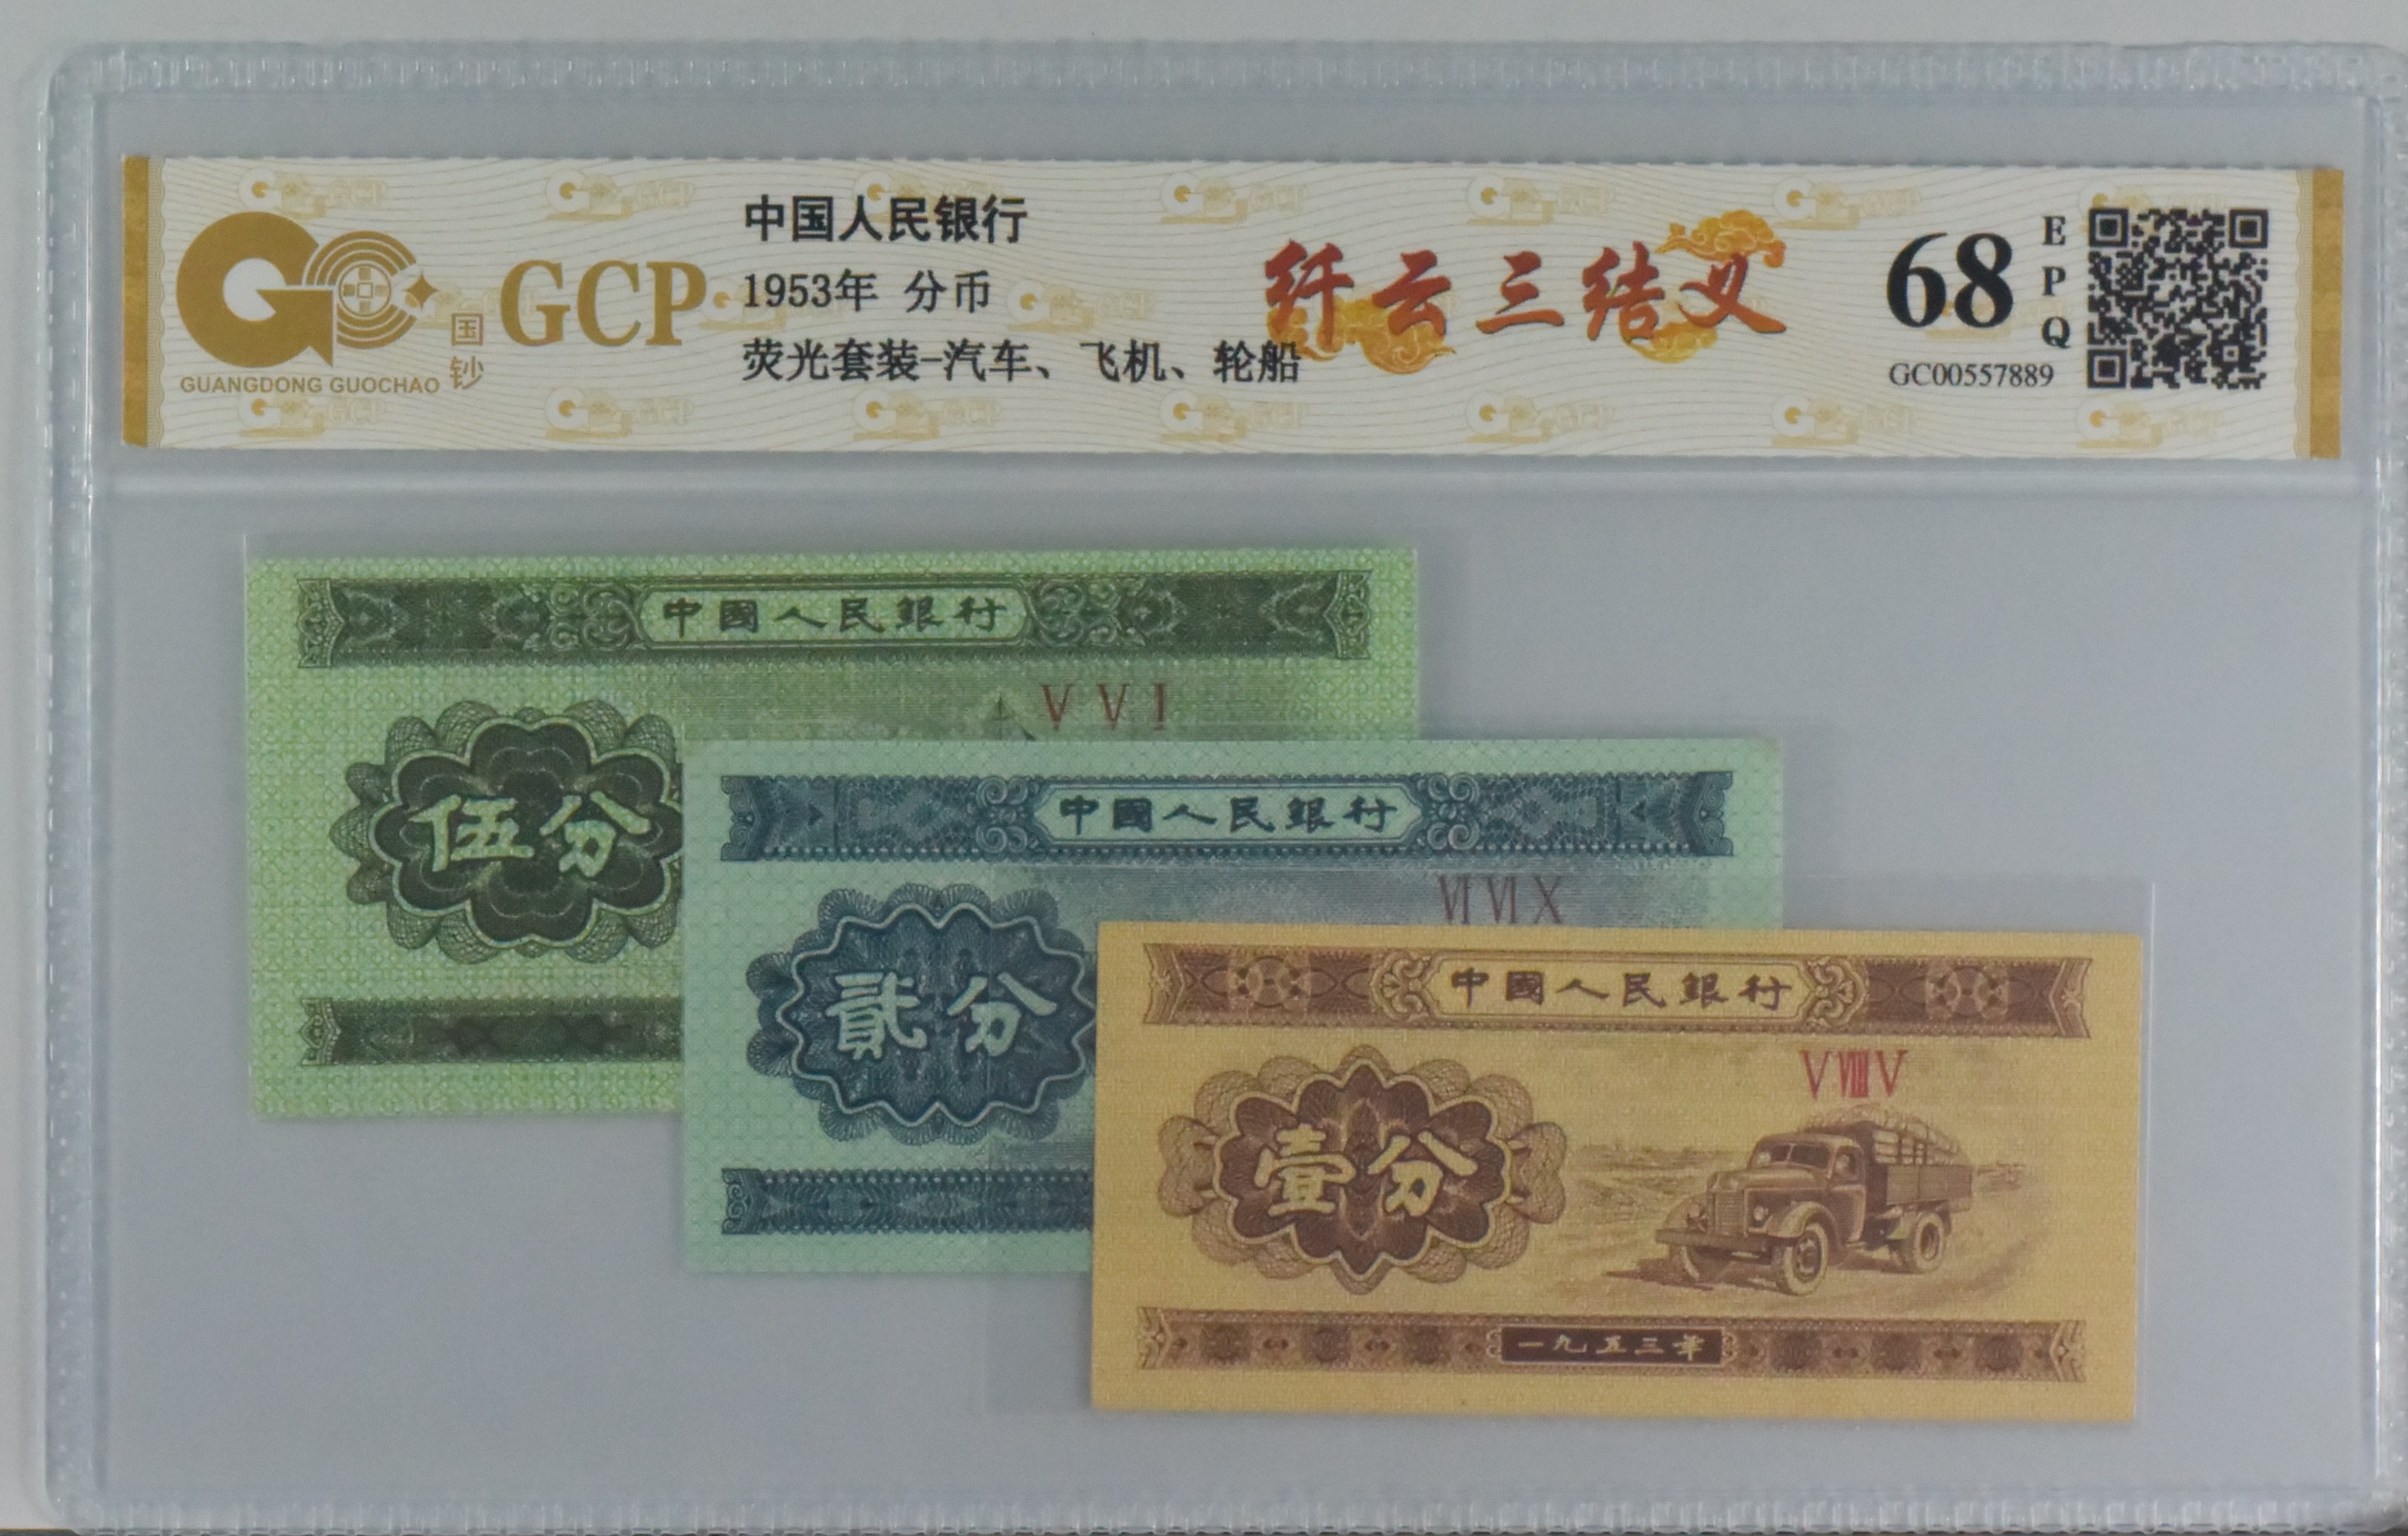 GCP
国钞
GUANGDONG GUOCHAO
中国人民银行
1953年 分币
荧光套装-汽车、飞机、轮船
纤云三结义
68
EPQ
GC00557889
中國人民銀行
V V I
伍分
中國人民銀行
VI VI X
貳分
中國人民銀行
V VIII V
壹分
一九五三年